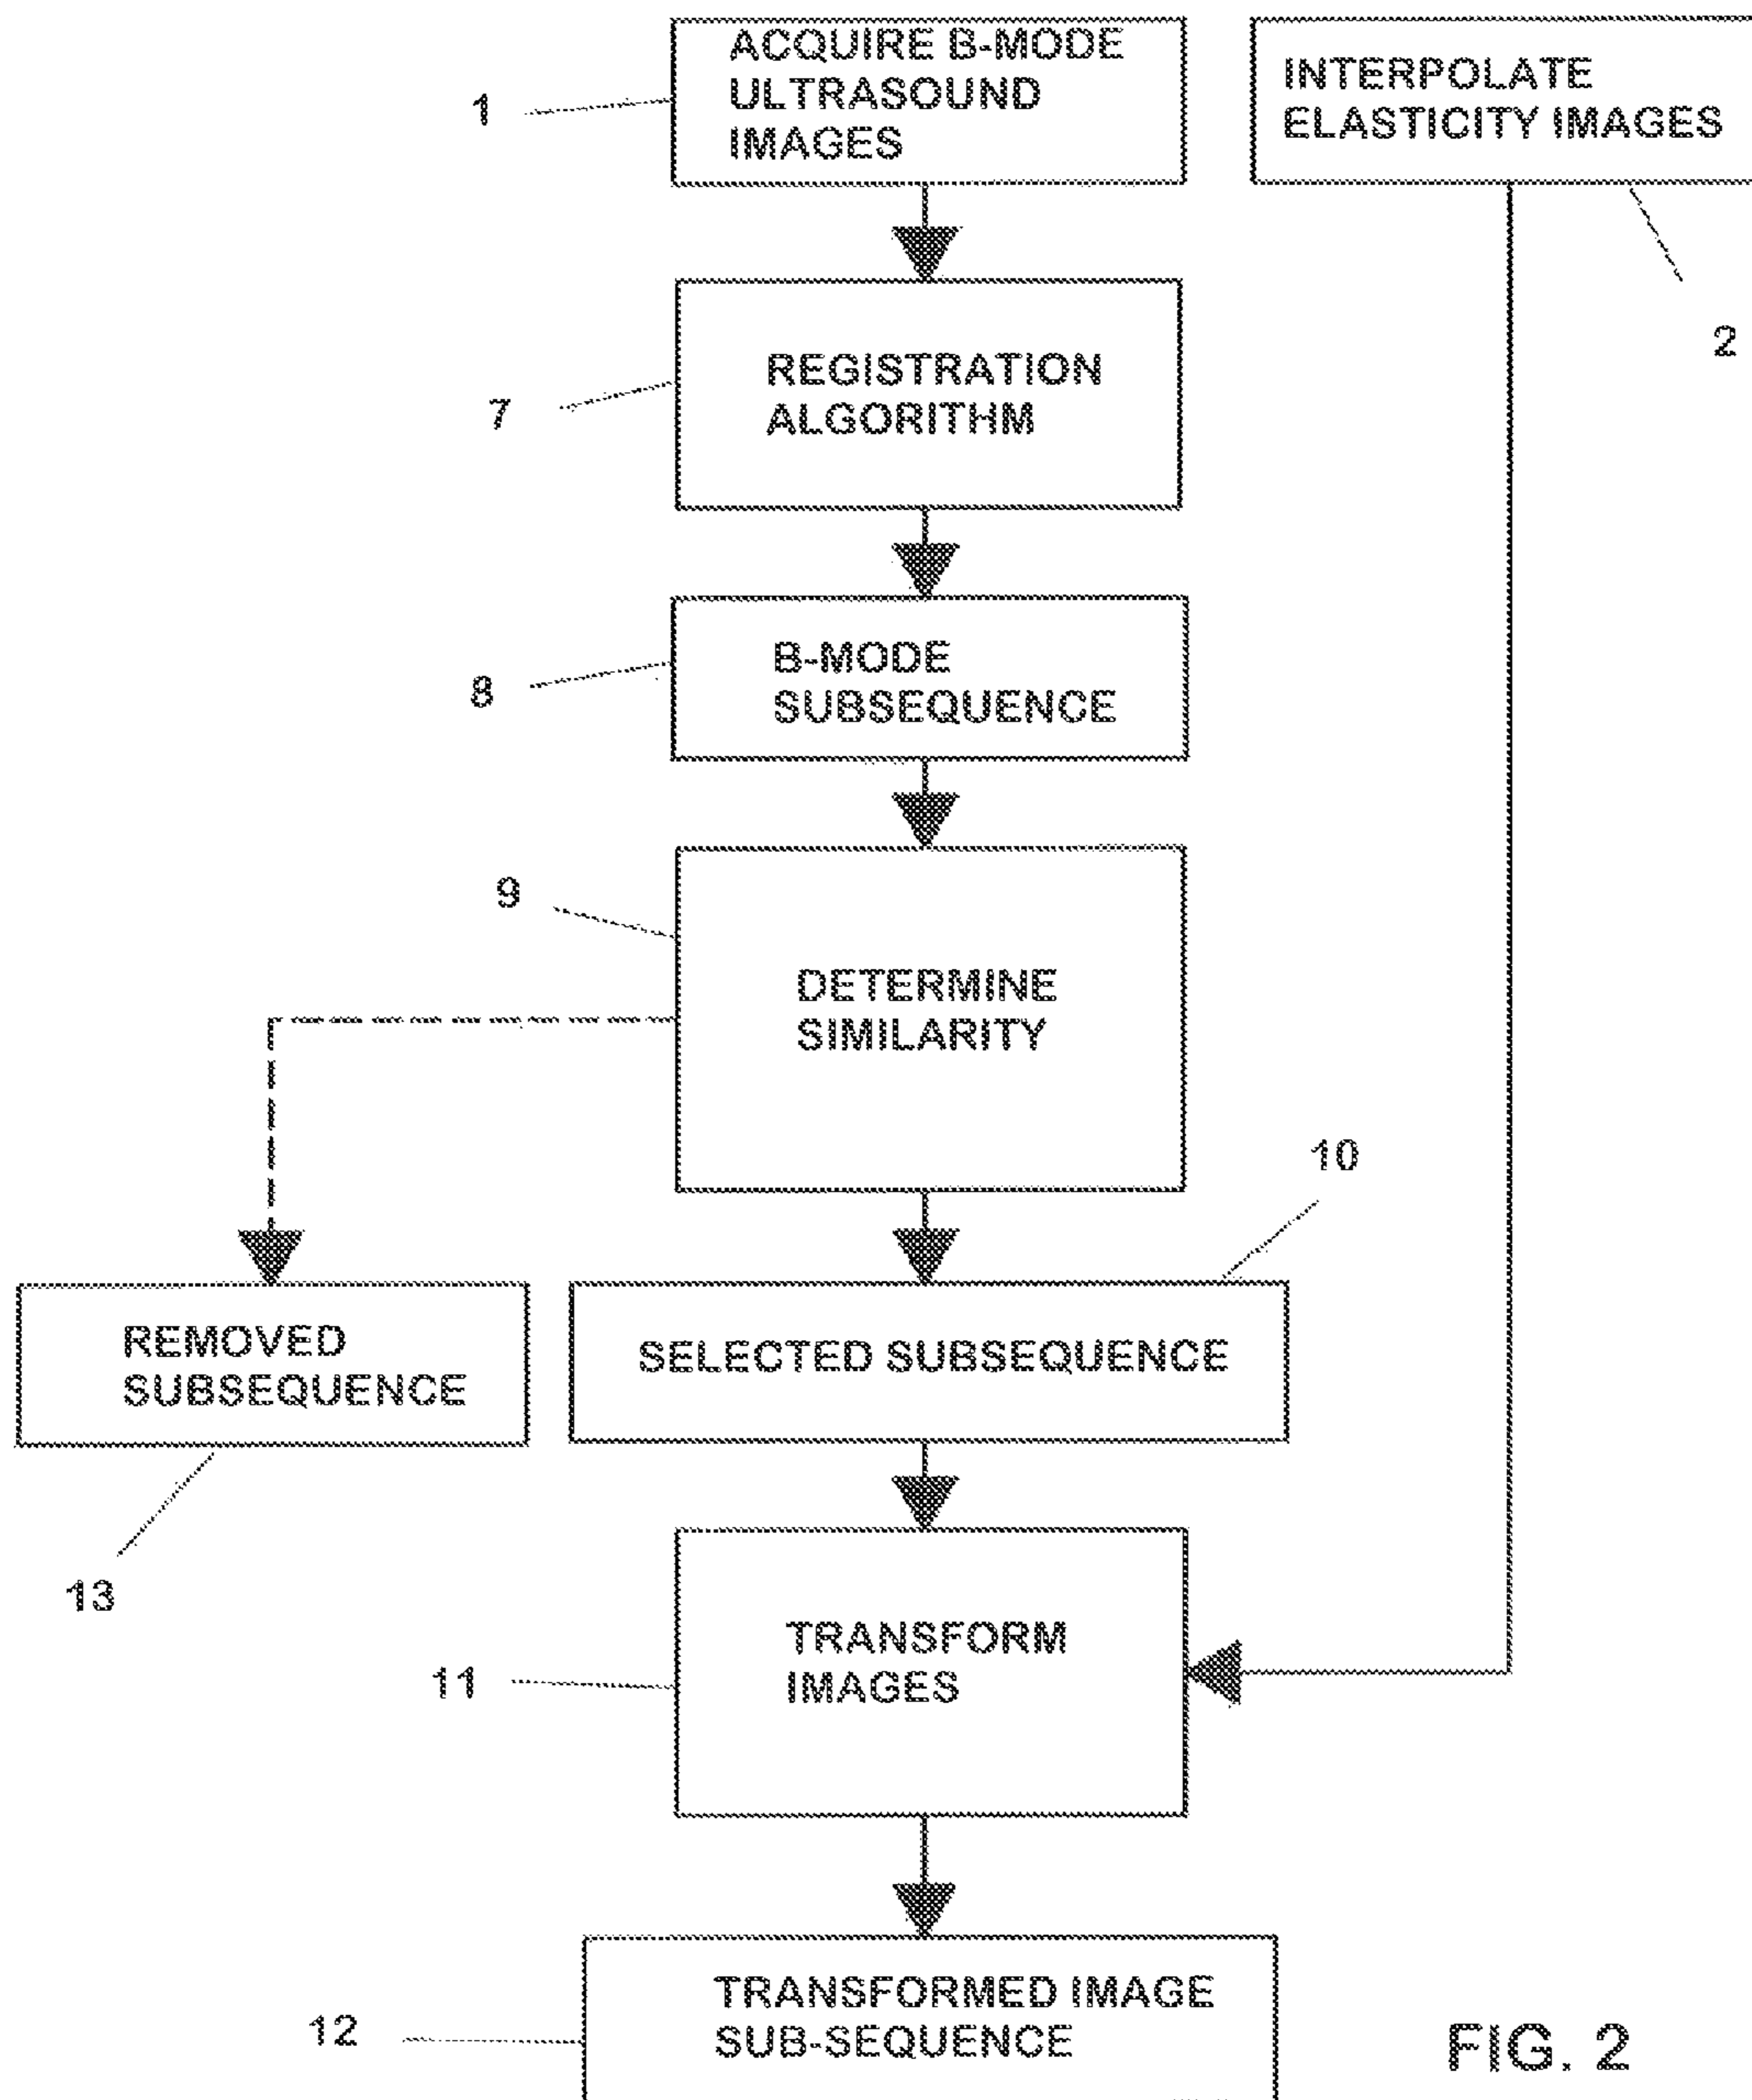 ACQUIRE B-MODE
ULTRASOUND
IMAGES
1
INTERPOLATE
ELASTICITY IMAGES
2
REGISTRATION
ALGORITHM
7
B-MODE
SUBSEQUENCE
8
9
DETERMINE
SIMILARITY
10
REMOVED
SUBSEQUENCE
13
SELECTED SUBSEQUENCE
TRANSFORM
IMAGES
11
TRANSFORMED IMAGE
SUB-SEQUENCE
12
FIG. 2